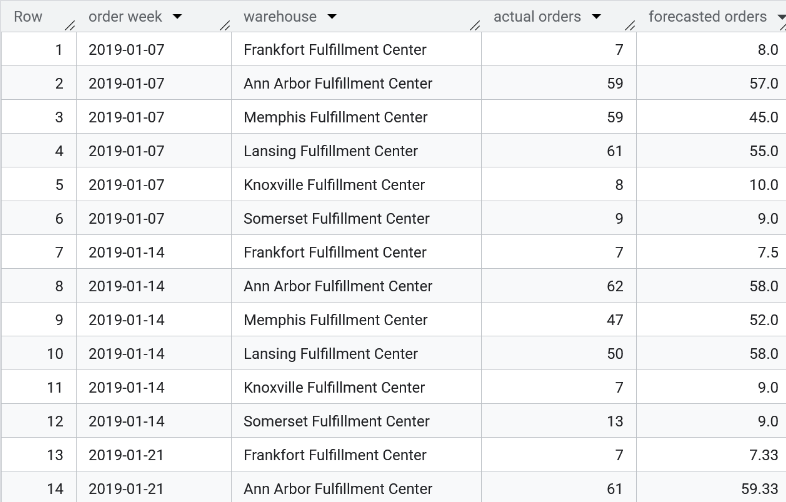 Row order week warehouse actual orders forecasted orders
1 2019-01-07 Frankfort Fulfillment Center 7 8.0
2 2019-01-07 Ann Arbor Fulfillment Center 59 57.0
3 2019-01-07 Memphis Fulfillment Center 59 45.0
4 2019-01-07 Lansing Fulfillment Center 61 55.0
5 2019-01-07 Knoxville Fulfillment Center 8 10.0
6 2019-01-07 Somerset Fulfillment Center 9 9.0
7 2019-01-14 Frankfort Fulfillment Center 7 7.5
8 2019-01-14 Ann Arbor Fulfillment Center 62 58.0
9 2019-01-14 Memphis Fulfillment Center 47 52.0
10 2019-01-14 Lansing Fulfillment Center 50 58.0
11 2019-01-14 Knoxville Fulfillment Center 7 9.0
12 2019-01-14 Somerset Fulfillment Center 13 9.0
13 2019-01-21 Frankfort Fulfillment Center 7 7.33
14 2019-01-21 Ann Arbor Fulfillment Center 61 59.33